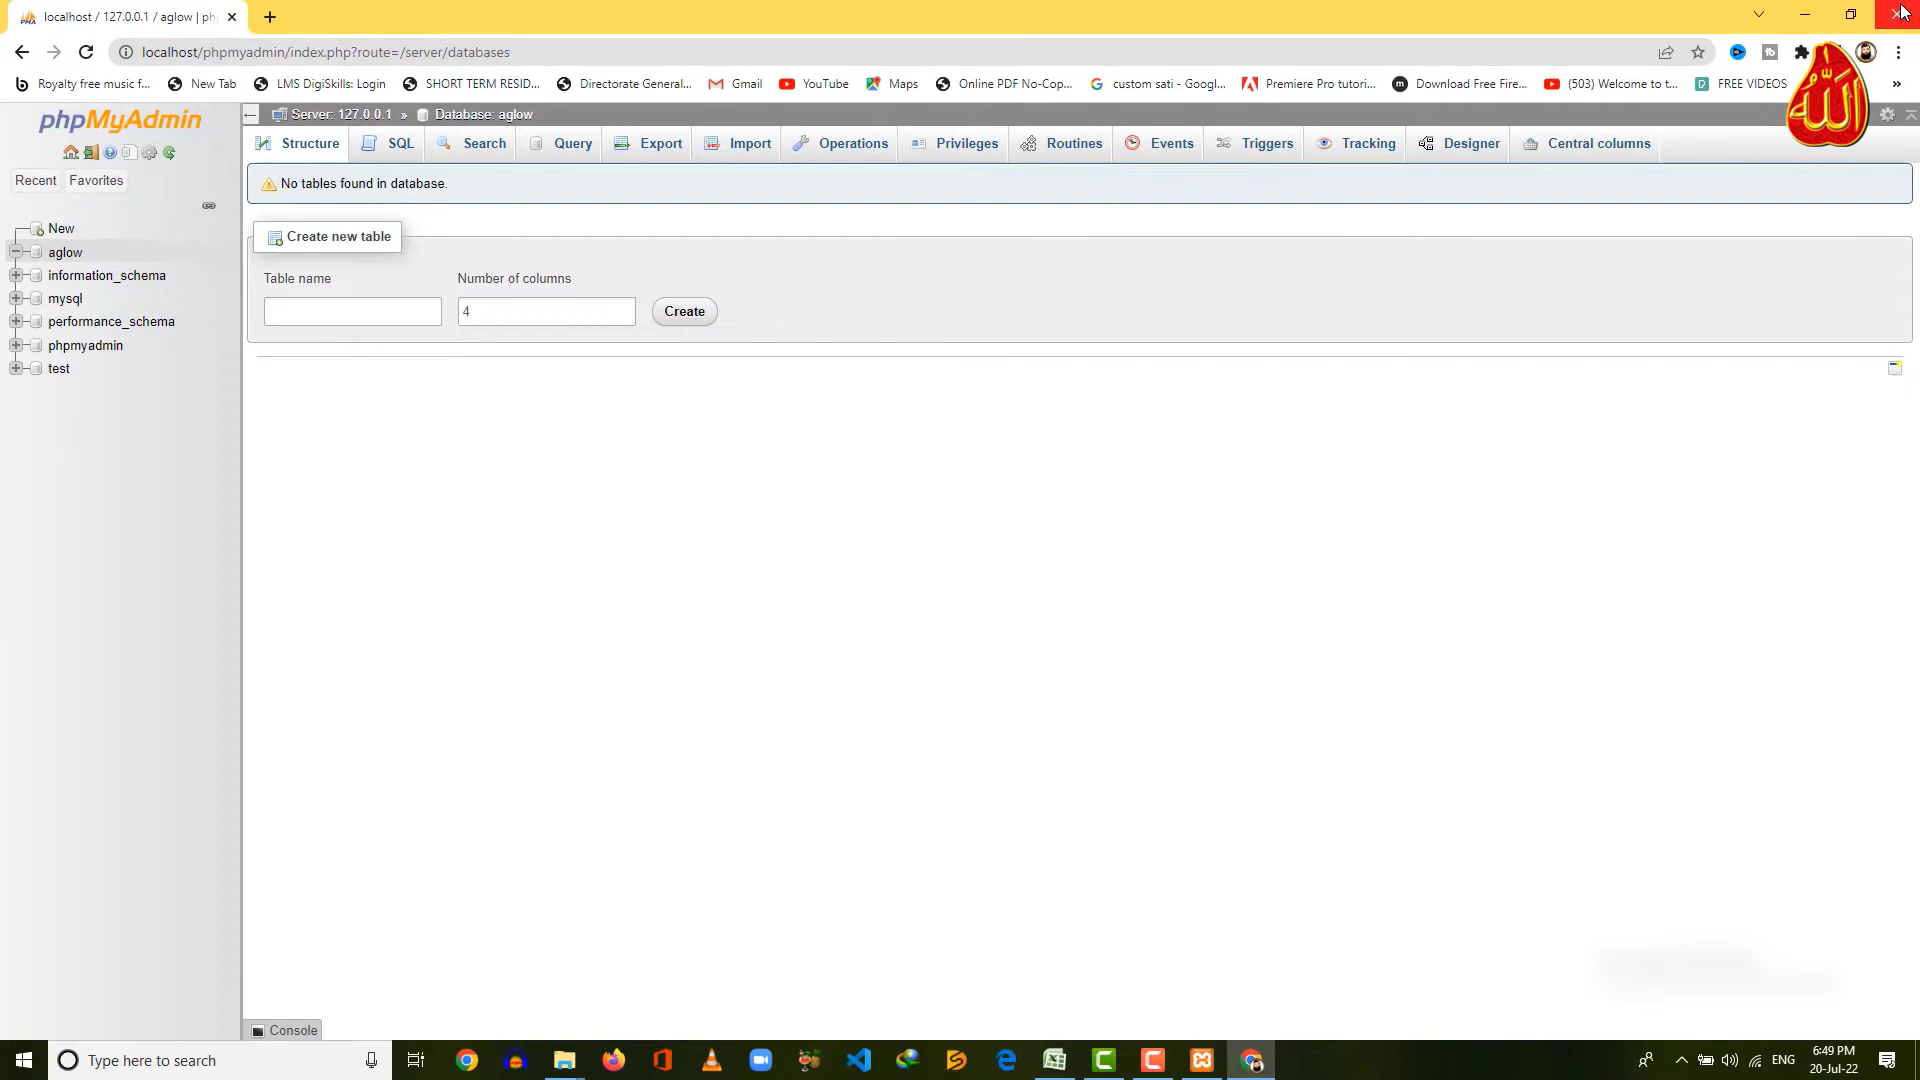 localhost / 127.0.0.1 / aglow | ph
localhost/phpmyadmin/index.php?route=/server/databases
Royalty free music f... New Tab LMS DigiSkills: Login SHORT TERM RESID... Directorate General... Gmail YouTube Maps Online PDF No-Cop... custom sati - Googl... Premiere Pro tutori... Download Free Fire... (503) Welcome to t... FREE VIDEOS »
الله
phpMyAdmin
Server: 127.0.0.1 » Database: aglow
Structure SQL Search Query Export Import Operations Privileges Routines Events Triggers Tracking Designer Central columns
Recent Favorites
No tables found in database.
New
aglow
information_schema
mysql
performance_schema
phpmyadmin
test
Create new table
Table name Number of columns
4 Create
Console
Type here to search
ENG
6:49 PM
20-Jul-22